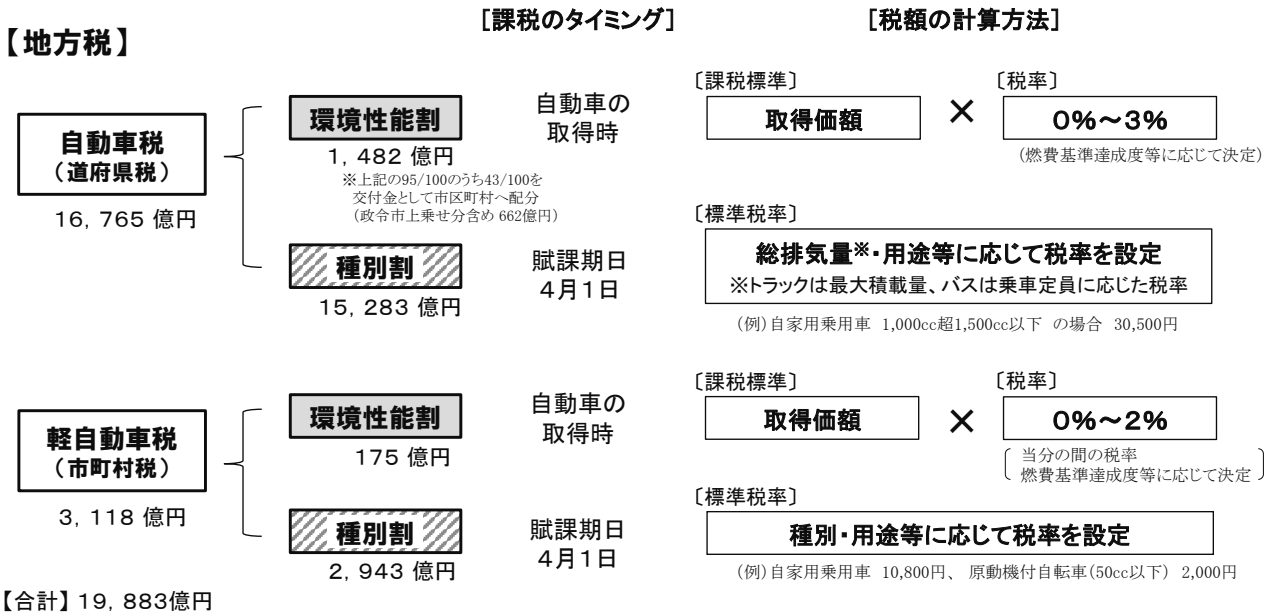 [課税のタイミング]
[税額の計算方法]
【地方税】
自動車税
（道府県税）
16,765 億円
環境性能割
1,482 億円
※上記の95/100のうち43/100を
交付金として市区町村へ配分
（政令市上乗せ分含め 662億円）
自動車の
取得時
〔課税標準〕
取得価額
×
〔税率〕
0%～3%
（燃費基準達成度等に応じて決定）
種別割
15,283 億円
賦課期日
4月1日
〔標準税率〕
総排気量※・用途等に応じて税率を設定
※トラックは最大積載量、バスは乗車定員に応じた税率
（例）自家用乗用車 1,000cc超1,500cc以下 の場合 30,500円
軽自動車税
（市町村税）
3,118 億円
環境性能割
175 億円
自動車の
取得時
〔課税標準〕
取得価額
×
〔税率〕
0%～2%
当分の間の税率
燃費基準達成度等に応じて決定
種別割
2,943 億円
賦課期日
4月1日
〔標準税率〕
種別・用途等に応じて税率を設定
（例）自家用乗用車 10,800円、 原動機付自転車（50cc以下） 2,000円
【合計】19,883億円